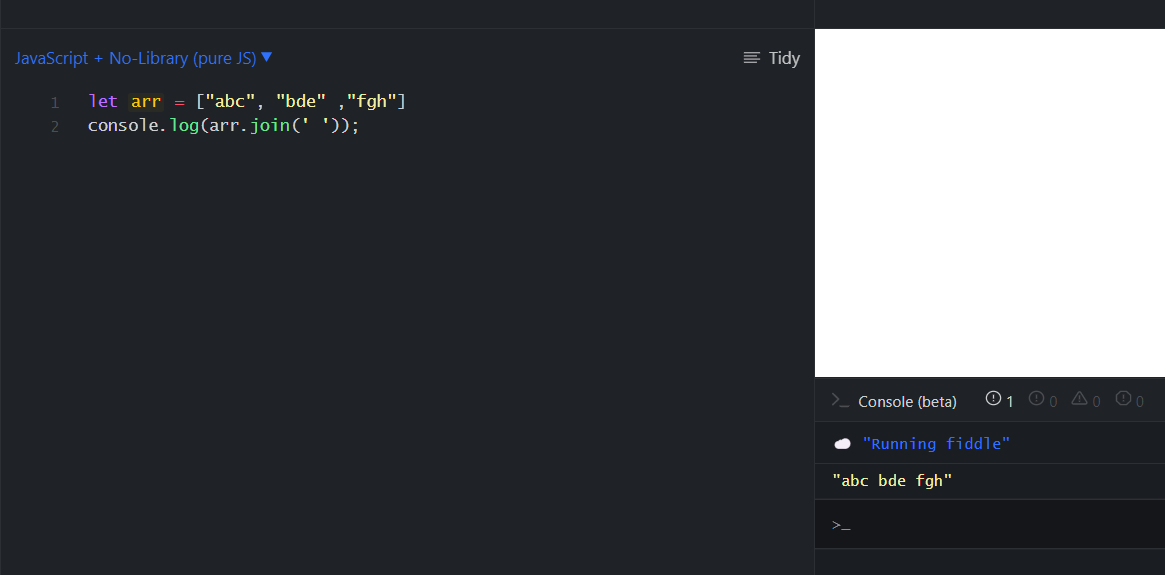 JavaScript + No-Library (pure JS) ▼
Tidy
1 let arr = ["abc", "bde" ,"fgh"]
2 console.log(arr.join(' '));
>_ Console (beta) 1 0 0 0
"Running fiddle"
"abc bde fgh"
>_